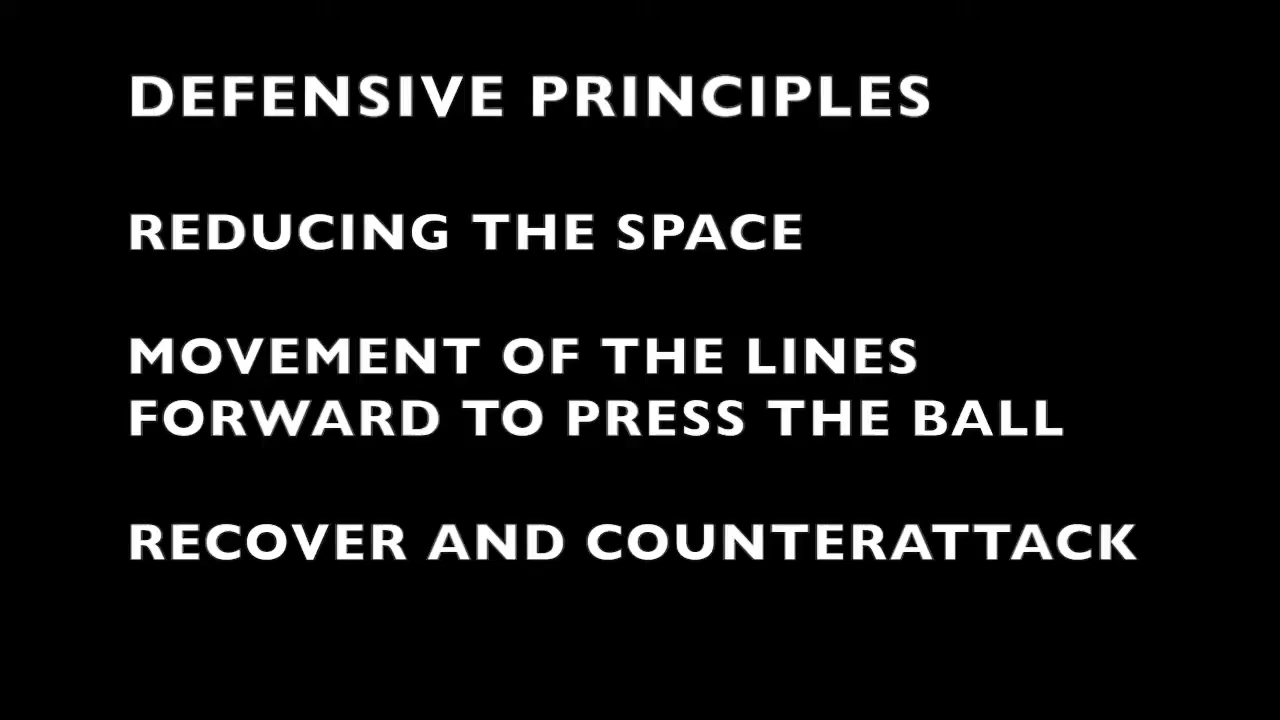 DEFENSIVE PRINCIPLES
REDUCING THE SPACE
MOVEMENT OF THE LINES
FORWARD TO PRESS THE BALL
RECOVER AND COUNTERATTACK